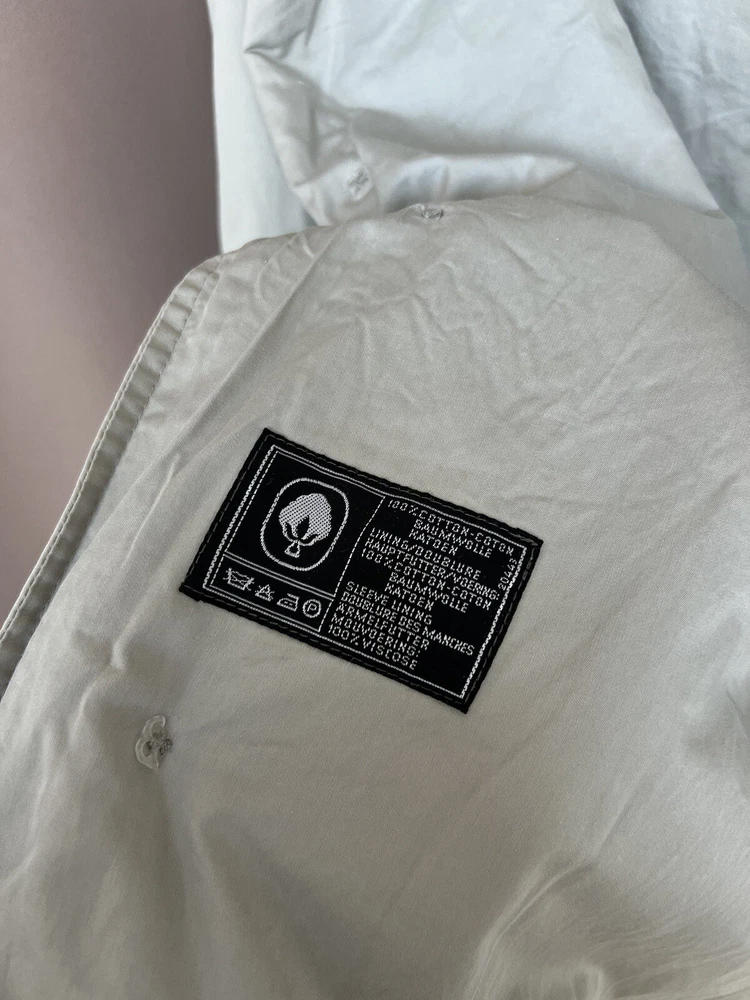 100% COTTON-COTON
BAUMWOLLE
KATOEN
LINING/DOUBLURE
HAUPTFUTTER/VOERING:
100% COTTON-COTON
BAUMWOLLE
KATOEN
SLEEVE LINING
DOUBLURE DES MANCHES
ÄRMELFUTTER
MOUWVOERING:
100% VISCOSE
P